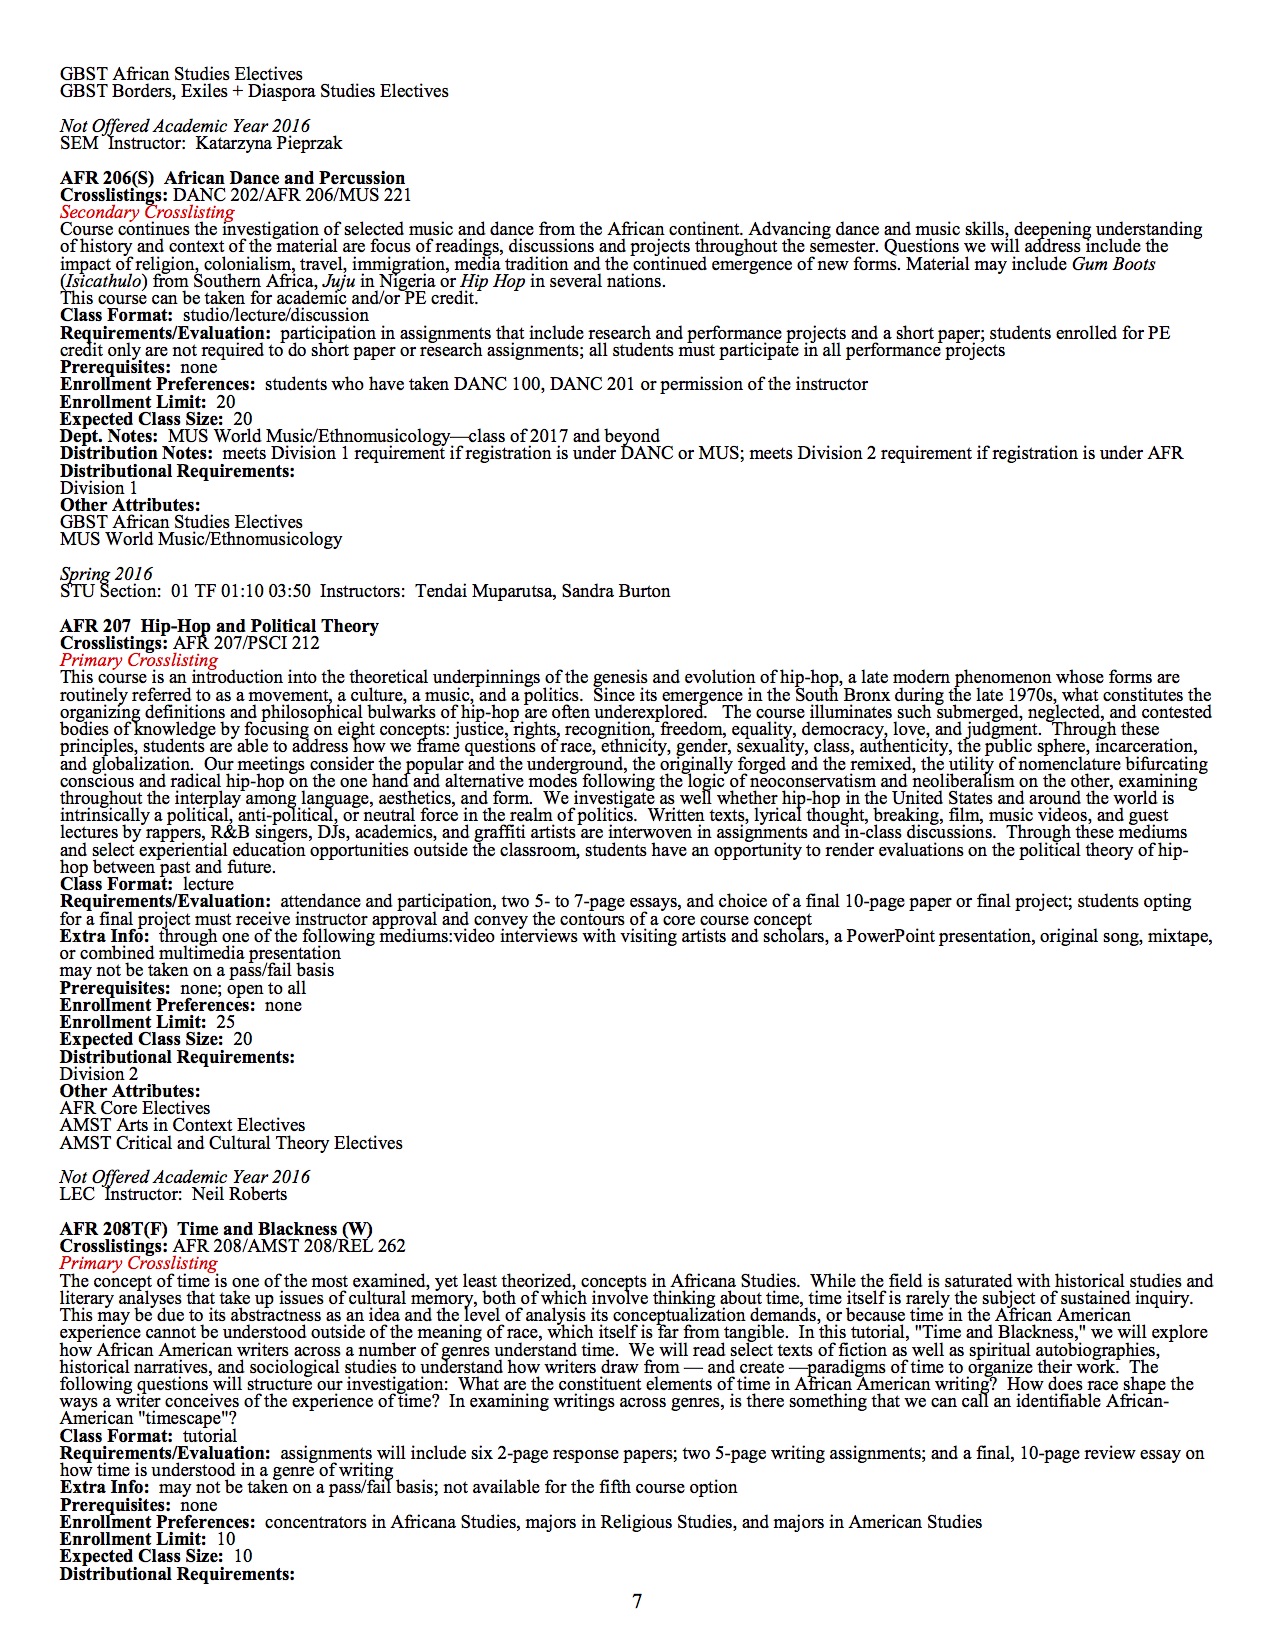 GBST African Studies Electives
GBST Borders, Exiles + Diaspora Studies Electives
Not Offered Academic Year 2016
SEM Instructor: Katarzyna Pieprzak
AFR 206(S) African Dance and Percussion
Crosslistings: DANC 202/AFR 206/MUS 221
Secondary Crosslisting
Course continues the investigation of selected music and dance from the African continent. Advancing dance and music skills, deepening understanding
of history and context of the material are focus of readings, discussions and projects throughout the semester. Questions we will address include the
impact of religion, colonialism, travel, immigration, media tradition and the continued emergence of new forms. Material may include Gum Boots
(Isicathulo) from Southern Africa, Juju in Nigeria or Hip Hop in several nations.
This course can be taken for academic and/or PE credit.
Class Format: studio/lecture/discussion
Requirements/Evaluation: participation in assignments that include research and performance projects and a short paper; students enrolled for PE
credit only are not required to do short paper or research assignments; all students must participate in all performance projects
Prerequisites: none
Enrollment Preferences: students who have taken DANC 100, DANC 201 or permission of the instructor
Enrollment Limit: 20
Expected Class Size: 20
Dept. Notes: MUS World Music/Ethnomusicology—class of 2017 and beyond
Distribution Notes: meets Division 1 requirement if registration is under DANC or MUS; meets Division 2 requirement if registration is under AFR
Distributional Requirements:
Division 1
Other Attributes:
GBST African Studies Electives
MUS World Music/Ethnomusicology
Spring 2016
STU Section: 01 TF 01:10 03:50 Instructors: Tendai Muparutsa, Sandra Burton
AFR 207 Hip-Hop and Political Theory
Crosslistings: AFR 207/PSCI 212
Primary Crosslisting
This course is an introduction into the theoretical underpinnings of the genesis and evolution of hip-hop, a late modern phenomenon whose forms are
routinely referred to as a movement, a culture, a music, and a politics. Since its emergence in the South Bronx during the late 1970s, what constitutes the
organizing definitions and philosophical bulwarks of hip-hop are often underexplored. The course illuminates such submerged, neglected, and contested
bodies of knowledge by focusing on eight concepts: justice, rights, recognition, freedom, equality, democracy, love, and judgment. Through these
principles, students are able to address how we frame questions of race, ethnicity, gender, sexuality, class, authenticity, the public sphere, incarceration,
and globalization. Our meetings consider the popular and the underground, the originally forged and the remixed, the utility of nomenclature bifurcating
conscious and radical hip-hop on the one hand and alternative modes following the logic of neoconservatism and neoliberalism on the other, examining
throughout the interplay among language, aesthetics, and form. We investigate as well whether hip-hop in the United States and around the world is
intrinsically a political, anti-political, or neutral force in the realm of politics. Written texts, lyrical thought, breaking, film, music videos, and guest
lectures by rappers, R&B singers, DJs, academics, and graffiti artists are interwoven in assignments and in-class discussions. Through these mediums
and select experiential education opportunities outside the classroom, students have an opportunity to render evaluations on the political theory of hip-
hop between past and future.
Class Format: lecture
Requirements/Evaluation: attendance and participation, two 5- to 7-page essays, and choice of a final 10-page paper or final project; students opting
for a final project must receive instructor approval and convey the contours of a core course concept
Extra Info: through one of the following mediums:video interviews with visiting artists and scholars, a PowerPoint presentation, original song, mixtape,
or combined multimedia presentation
may not be taken on a pass/fail basis
Prerequisites: none; open to all
Enrollment Preferences: none
Enrollment Limit: 25
Expected Class Size: 20
Distributional Requirements:
Division 2
Other Attributes:
AFR Core Electives
AMST Arts in Context Electives
AMST Critical and Cultural Theory Electives
Not Offered Academic Year 2016
LEC Instructor: Neil Roberts
AFR 208T(F) Time and Blackness (W)
Crosslistings: AFR 208/AMST 208/REL 262
Primary Crosslisting
The concept of time is one of the most examined, yet least theorized, concepts in Africana Studies. While the field is saturated with historical studies and
literary analyses that take up issues of cultural memory, both of which involve thinking about time, time itself is rarely the subject of sustained inquiry.
This may be due to its abstractness as an idea and the level of analysis its conceptualization demands, or because time in the African American
experience cannot be understood outside of the meaning of race, which itself is far from tangible. In this tutorial, "Time and Blackness," we will explore
how African American writers across a number of genres understand time. We will read select texts of fiction as well as spiritual autobiographies,
historical narratives, and sociological studies to understand how writers draw from — and create —paradigms of time to organize their work. The
following questions will structure our investigation: What are the constituent elements of time in African American writing? How does race shape the
ways a writer conceives of the experience of time? In examining writings across genres, is there something that we can call an identifiable African-
American "timescape"?
Class Format: tutorial
Requirements/Evaluation: assignments will include six 2-page response papers; two 5-page writing assignments; and a final, 10-page review essay on
how time is understood in a genre of writing
Extra Info: may not be taken on a pass/fail basis; not available for the fifth course option
Prerequisites: none
Enrollment Preferences: concentrators in Africana Studies, majors in Religious Studies, and majors in American Studies
Enrollment Limit: 10
Expected Class Size: 10
Distributional Requirements:
7